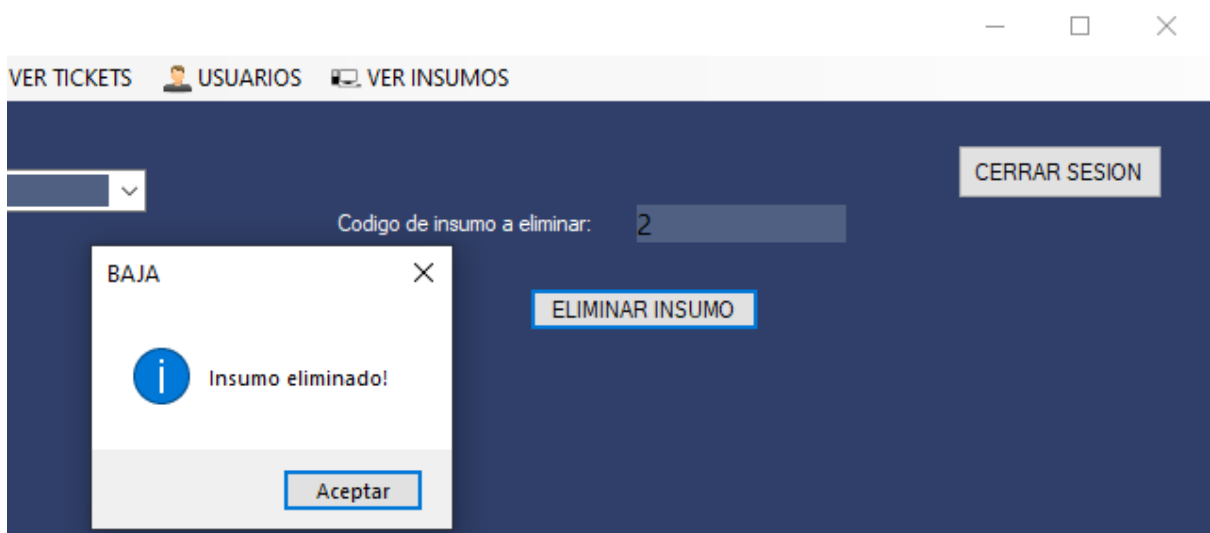 VER TICKETS USUARIOS VER INSUMOS
CERRAR SESION
Codigo de insumo a eliminar: 2
BAJA
ELIMINAR INSUMO
Insumo eliminado!
Aceptar